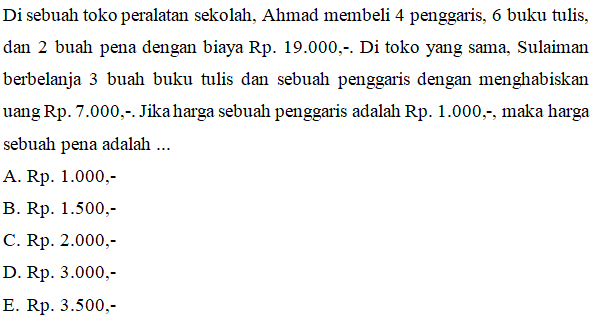 Di sebuah toko peralatan sekolah, Ahmad membeli 4 penggaris, 6 buku tulis,
dan 2 buah pena dengan biaya Rp. 19.000,-. Di toko yang sama, Sulaiman
berbelanja 3 buah buku tulis dan sebuah penggaris dengan menghabiskan
uang Rp. 7.000,-. Jika harga sebuah penggaris adalah Rp. 1.000,-, maka harga
sebuah pena adalah ...
A. Rp. 1.000,-
B. Rp. 1.500,-
C. Rp. 2.000,-
D. Rp. 3.000,-
E. Rp. 3.500,-